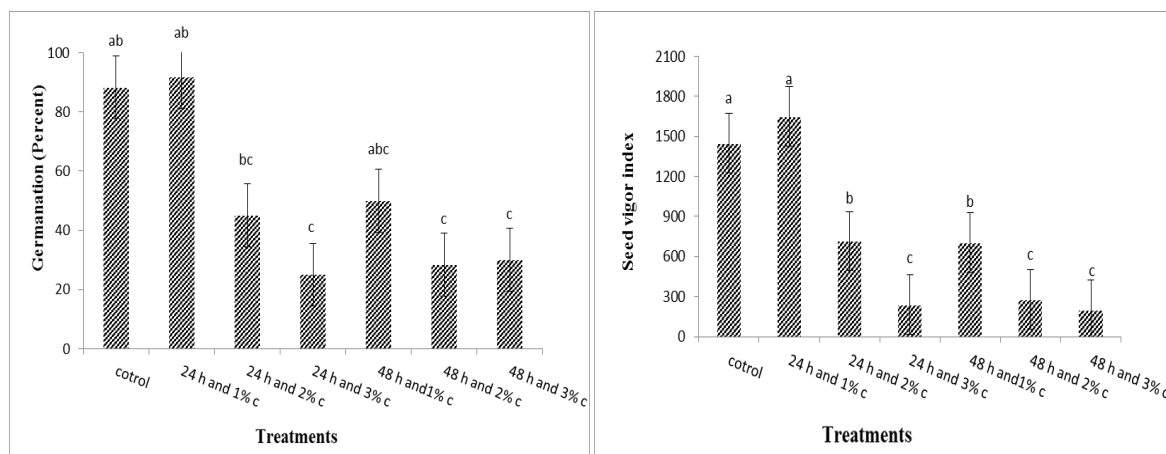 ab
ab
bc
c
abc
c
c
100
80
60
40
20
0
Germanation (Percent)
cotrol
24 h and 1% c
24 h and 2% c
24 h and 3% c
48 h and1% c
48 h and 2% c
48 h and 3% c
Treatments
2100
1800
1500
1200
900
600
300
0
Seed vigor index
a
a
b
c
b
c
c
cotrol
24 h and 1% c
24 h and 2% c
24 h and 3% c
48 h and1% c
48 h and 2% c
48 h and 3% c
Treatments